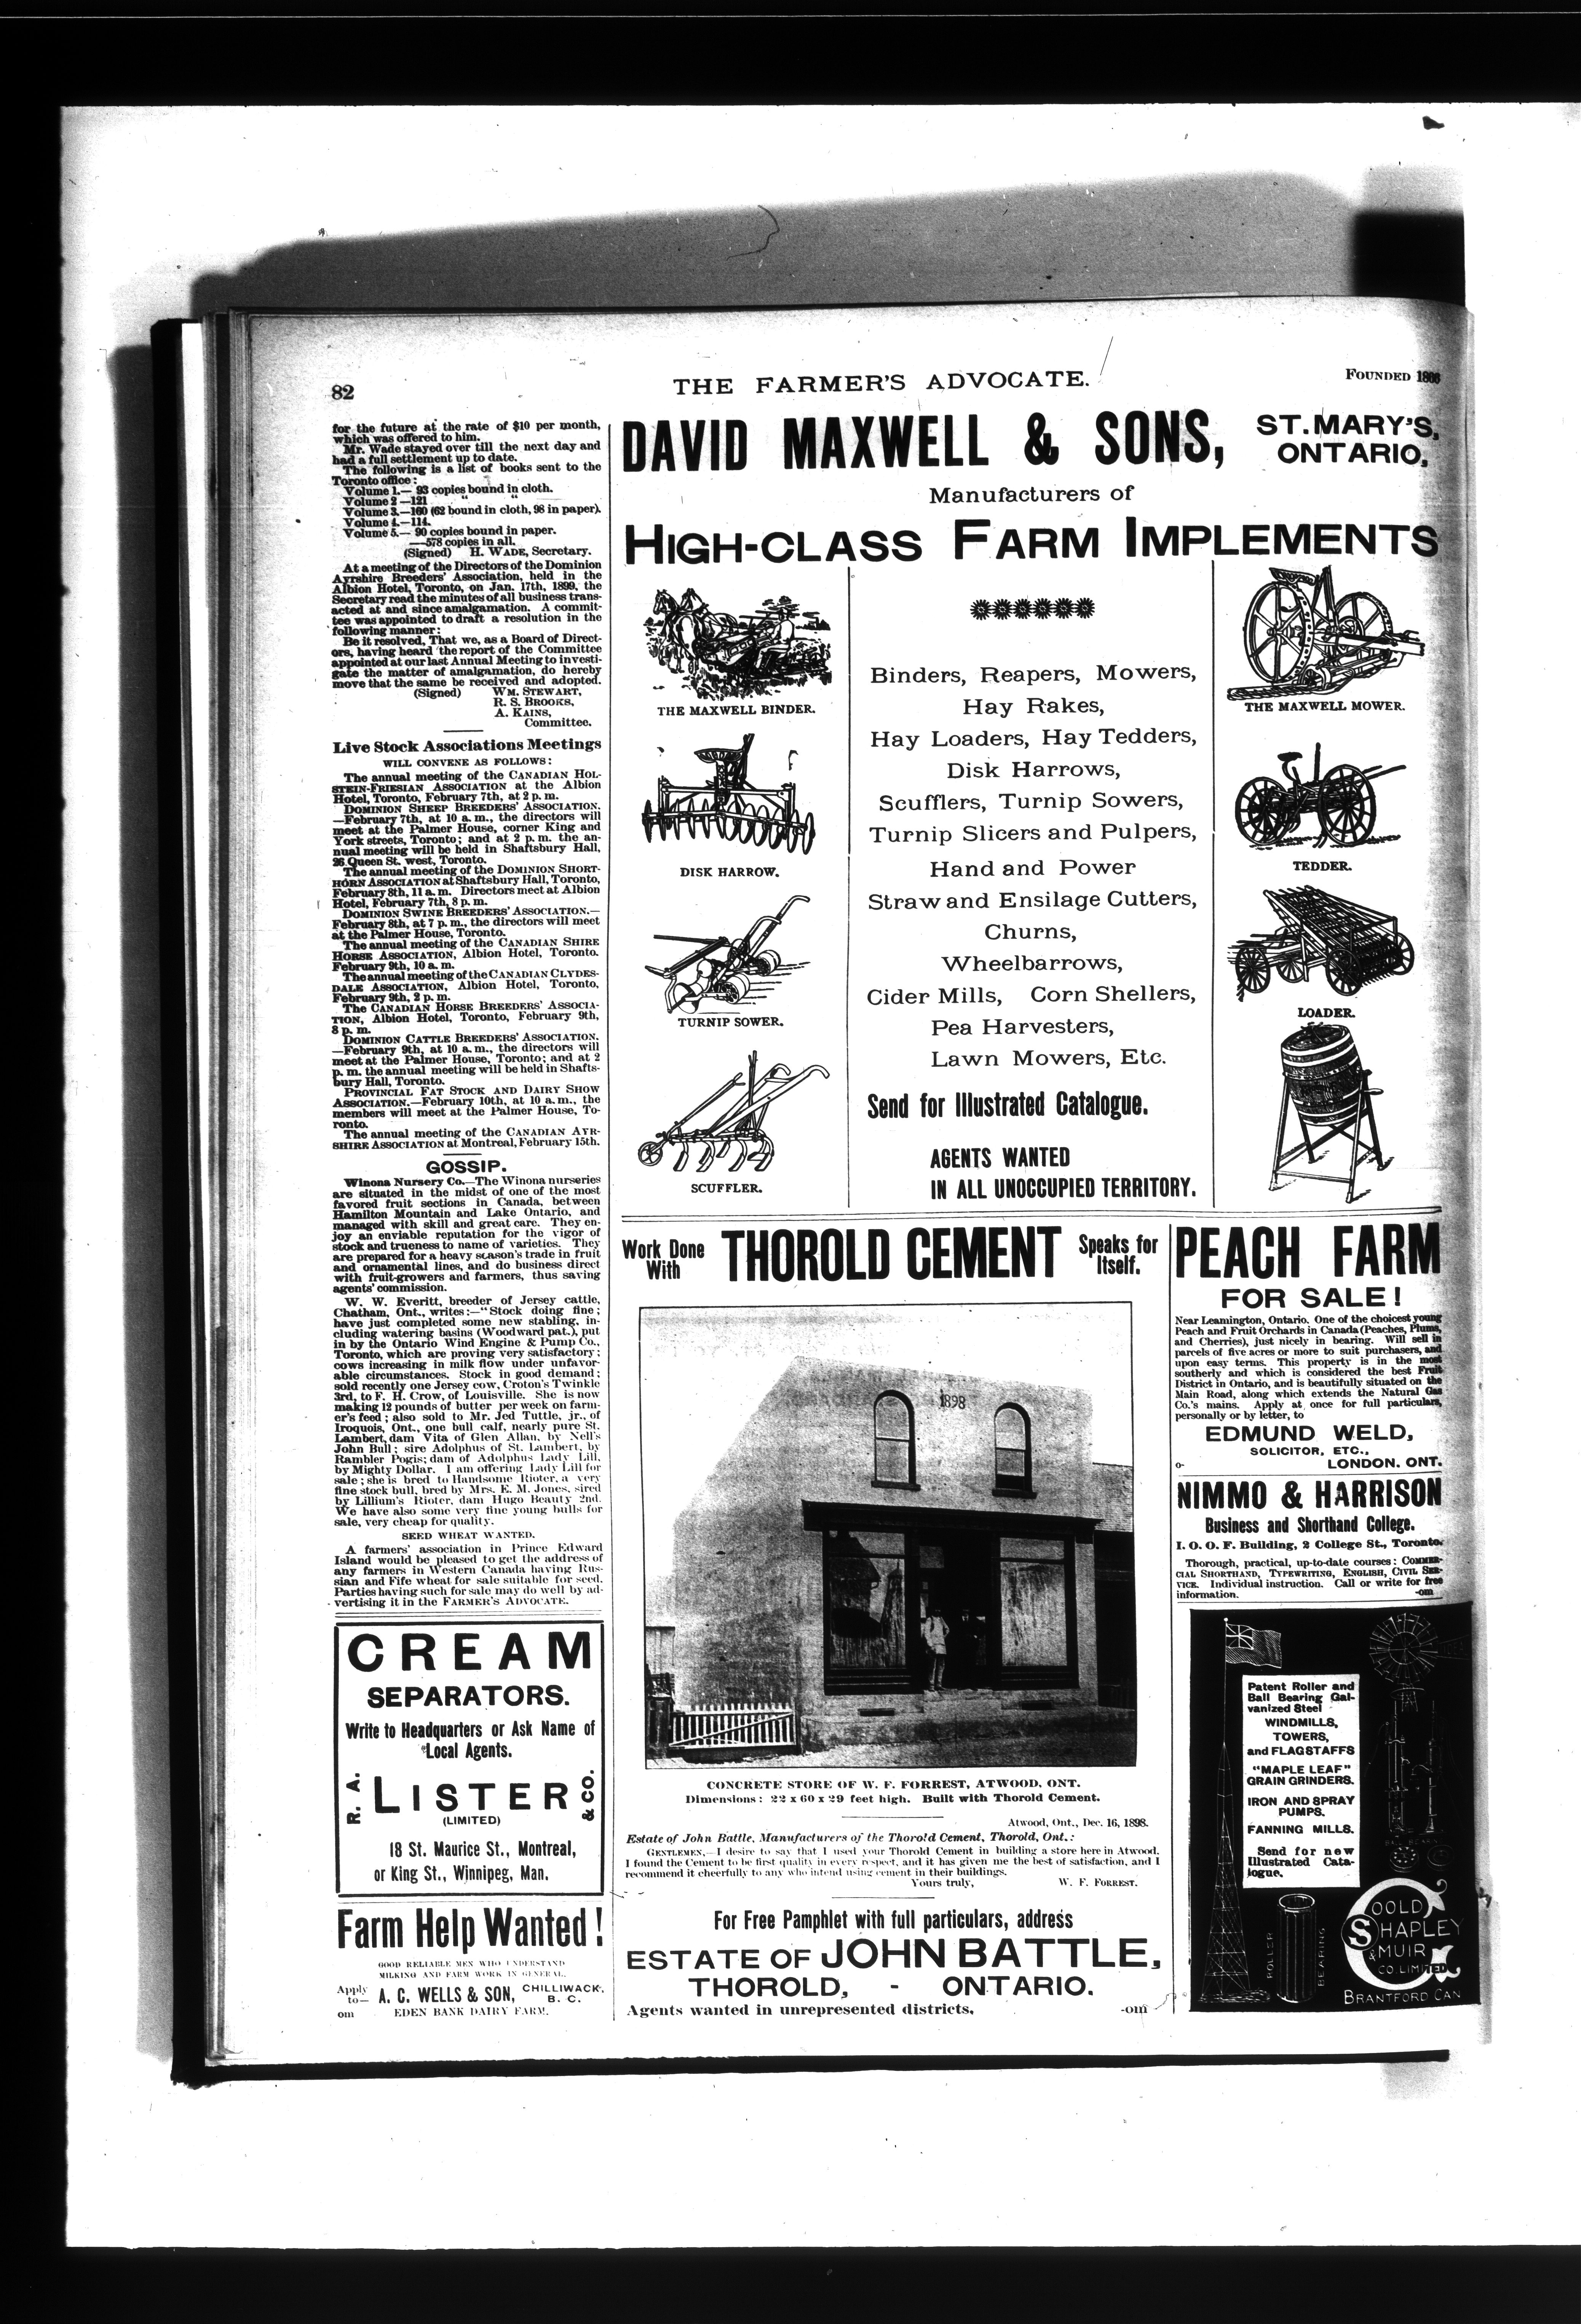 82
THE FARMER'S ADVOCATE.
FOUNDED 1866
for the future at the rate of $10 per month,
which was offered to him.
Mr. Wade stayed over till the next day and
had a full settlement up to date.
The following is a list of books sent to the
Toronto office:
Volume 1.— 93 copies bound in cloth.
Volume 2 —121 " "
Volume 3.—160 (62 bound in cloth, 98 in paper).
Volume 4.—114.
Volume 5.— 90 copies bound in paper.
—578 copies in all.
(Signed) H. WADE, Secretary.
At a meeting of the Directors of the Dominion
Ayrshire Breeders' Association, held in the
Albion Hotel, Toronto, on Jan. 17th, 1899, the
Secretary read the minutes of all business trans-
acted at and since amalgamation. A commit-
tee was appointed to draft a resolution in the
following manner:
Be it resolved, That we, as a Board of Direct-
ors, having heard the report of the Committee
appointed at our last Annual Meeting to investi-
gate the matter of amalgamation, do hereby
move that the same be received and adopted.
(Signed) WM. STEWART,
R. S. BROOKS,
A. KAINS,
Committee.
Live Stock Associations Meetings
WILL CONVENE AS FOLLOWS:
The annual meeting of the CANADIAN HOL-
STEIN-FRIESIAN ASSOCIATION at the Albion
Hotel, Toronto, February 7th, at 2 p. m.
DOMINION SHEEP BREEDERS' ASSOCIATION.
—February 7th, at 10 a. m., the directors will
meet at the Palmer House, corner King and
York streets, Toronto; and at 2 p. m. the an-
nual meeting will be held in Shaftsbury Hall,
26 Queen St. west, Toronto.
The annual meeting of the DOMINION SHORT-
HORN ASSOCIATION at Shaftsbury Hall, Toronto,
February 8th, 11 a. m. Directors meet at Albion
Hotel, February 7th, 8 p. m.
DOMINION SWINE BREEDERS' ASSOCIATION.—
February 8th, at 7 p. m., the directors will meet
at the Palmer House, Toronto.
The annual meeting of the CANADIAN SHIRE
HORSE ASSOCIATION, Albion Hotel, Toronto.
February 9th, 10 a. m.
The annual meeting of the CANADIAN CLYDES-
DALE ASSOCIATION, Albion Hotel, Toronto,
February 9th, 2 p. m.
The CANADIAN HORSE BREEDERS' ASSOCIA-
TION, Albion Hotel, Toronto, February 9th,
8 p. m.
DOMINION CATTLE BREEDERS' ASSOCIATION.
—February 9th, at 10 a. m., the directors will
meet at the Palmer House, Toronto; and at 2
p. m. the annual meeting will be held in Shafts-
bury Hall, Toronto.
PROVINCIAL FAT STOCK AND DAIRY SHOW
ASSOCIATION.—February 10th, at 10 a. m., the
members will meet at the Palmer House, To-
ronto.
The annual meeting of the CANADIAN AYR-
SHIRE ASSOCIATION at Montreal, February 15th.
GOSSIP.
Winona Nursery Co.—The Winona nurseries
are situated in the midst of one of the most
favored fruit sections in Canada, between
Hamilton Mountain and Lake Ontario, and
managed with skill and great care. They en-
joy an enviable reputation for the vigor of
stock and trueness to name of varieties. They
are prepared for a heavy season's trade in fruit
and ornamental lines, and do business direct
with fruit-growers and farmers, thus saving
agents' commission.
W. W. Everitt, breeder of Jersey cattle,
Chatham, Ont., writes:—"Stock doing fine;
have just completed some new stabling, in-
cluding watering basins (Woodward pat.), put
in by the Ontario Wind Engine & Pump Co.,
Toronto, which are proving very satisfactory;
cows increasing in milk flow under unfavor-
able circumstances. Stock in good demand;
sold recently one Jersey cow, Croton's Twinkle
3rd, to F. H. Crow, of Louisville. She is now
making 12 pounds of butter per week on farm-
er's feed; also sold to Mr. Jed Tuttle, jr., of
Iroquois, Ont., one bull calf, nearly pure St.
Lambert, dam Vita of Glen Allan, by Nell's
John Bull; sire Adolphus of St. Lambert, by
Rambler Pogis; dam of Adolphus Lady Lill,
by Mighty Dollar. I am offering Lady Lill for
sale; she is bred to Handsome Rioter, a very
fine stock bull, bred by Mrs. E. M. Jones, sired
by Lillium's Rioter, dam Hugo Beauty 2nd.
We have also some very fine young bulls for
sale, very cheap for quality.
SEED WHEAT WANTED.
A farmers' association in Prince Edward
Island would be pleased to get the address of
any farmers in Western Canada having Rus-
sian and Fife wheat for sale suitable for seed.
Parties having such for sale may do well by ad-
vertising it in the FARMER'S ADVOCATE.
CREAM
SEPARATORS.
Write to Headquarters or Ask Name of
Local Agents.
R. A. LISTER & CO.
(LIMITED)
18 St. Maurice St., Montreal,
or King St., Winnipeg, Man.
Farm Help Wanted!
GOOD RELIABLE MEN WHO UNDERSTAND
MILKING AND FARM WORK IN GENERAL.
Apply to— A. C. WELLS & SON, CHILLIWACK, B. C.
om EDEN BANK DAIRY FARM.
DAVID MAXWELL & SONS, ST. MARY'S, ONTARIO,
Manufacturers of
HIGH-CLASS FARM IMPLEMENTS
THE MAXWELL BINDER.
DISK HARROW.
TURNIP SOWER.
SCUFFLER.
Binders, Reapers, Mowers,
Hay Rakes,
Hay Loaders, Hay Tedders,
Disk Harrows,
Scufflers, Turnip Sowers,
Turnip Slicers and Pulpers,
Hand and Power
Straw and Ensilage Cutters,
Churns,
Wheelbarrows,
Cider Mills, Corn Shellers,
Pea Harvesters,
Lawn Mowers, Etc.
Send for Illustrated Catalogue.
AGENTS WANTED
IN ALL UNOCCUPIED TERRITORY.
THE MAXWELL MOWER.
TEDDER.
LOADER.
Work Done With THOROLD CEMENT Speaks for Itself.
1898
CONCRETE STORE OF W. F. FORREST, ATWOOD, ONT.
Dimensions: 22 x 60 x 29 feet high. Built with Thorold Cement.
Atwood, Ont., Dec. 16, 1898.
Estate of John Battle, Manufacturers of the Thorold Cement, Thorold, Ont.:
GENTLEMEN,—I desire to say that I used your Thorold Cement in building a store here in Atwood.
I found the Cement to be first quality in every respect, and it has given me the best of satisfaction, and I
recommend it cheerfully to any who intend using cement in their buildings.
Yours truly, W. F. FORREST.
For Free Pamphlet with full particulars, address
ESTATE OF JOHN BATTLE,
THOROLD, - ONTARIO.
Agents wanted in unrepresented districts.
-om
PEACH FARM
FOR SALE!
Near Leamington, Ontario. One of the choicest young
Peach and Fruit Orchards in Canada (Peaches, Plums,
and Cherries), just nicely in bearing. Will sell in
parcels of five acres or more to suit purchasers, and
upon easy terms. This property is in the most
southerly and which is considered the best Fruit
District in Ontario, and is beautifully situated on the
Main Road, along which extends the Natural Gas
Co.'s mains. Apply at once for full particulars,
personally or by letter, to
EDMUND WELD,
SOLICITOR, ETC.,
o- LONDON. ONT.
NIMMO & HARRISON
Business and Shorthand College.
I. O. O. F. Building, 2 College St., Toronto.
Thorough, practical, up-to-date courses: COMMER-
CIAL SHORTHAND, TYPEWRITING, ENGLISH, CIVIL SER-
VICE. Individual instruction. Call or write for free
information. -om
Patent Roller and
Ball Bearing Gal-
vanized Steel
WINDMILLS,
TOWERS,
and FLAGSTAFFS
"MAPLE LEAF"
GRAIN GRINDERS.
IRON AND SPRAY
PUMPS.
FANNING MILLS.
Send for new
Illustrated Cata-
logue.
ROLLER
BEARING
GOOLD
SHAPLEY
& MUIR
CO. LIMITED
BRANTFORD CAN